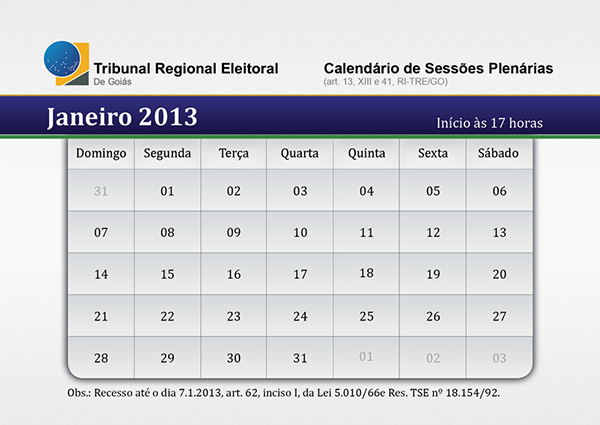 Tribunal Regional Eleitoral
De Goiás
Calendário de Sessões Plenárias
(art. 13, XIII e 41, RI-TRE/GO)
Janeiro 2013
Início às 17 horas
Domingo Segunda Terça Quarta Quinta Sexta Sábado
31 01 02 03 04 05 06
07 08 09 10 11 12 13
14 15 16 17 18 19 20
21 22 23 24 25 26 27
28 29 30 31 01 02 03
Obs.: Recesso até o dia 7.1.2013, art. 62, inciso I, da Lei 5.010/66e Res. TSE nº 18.154/92.